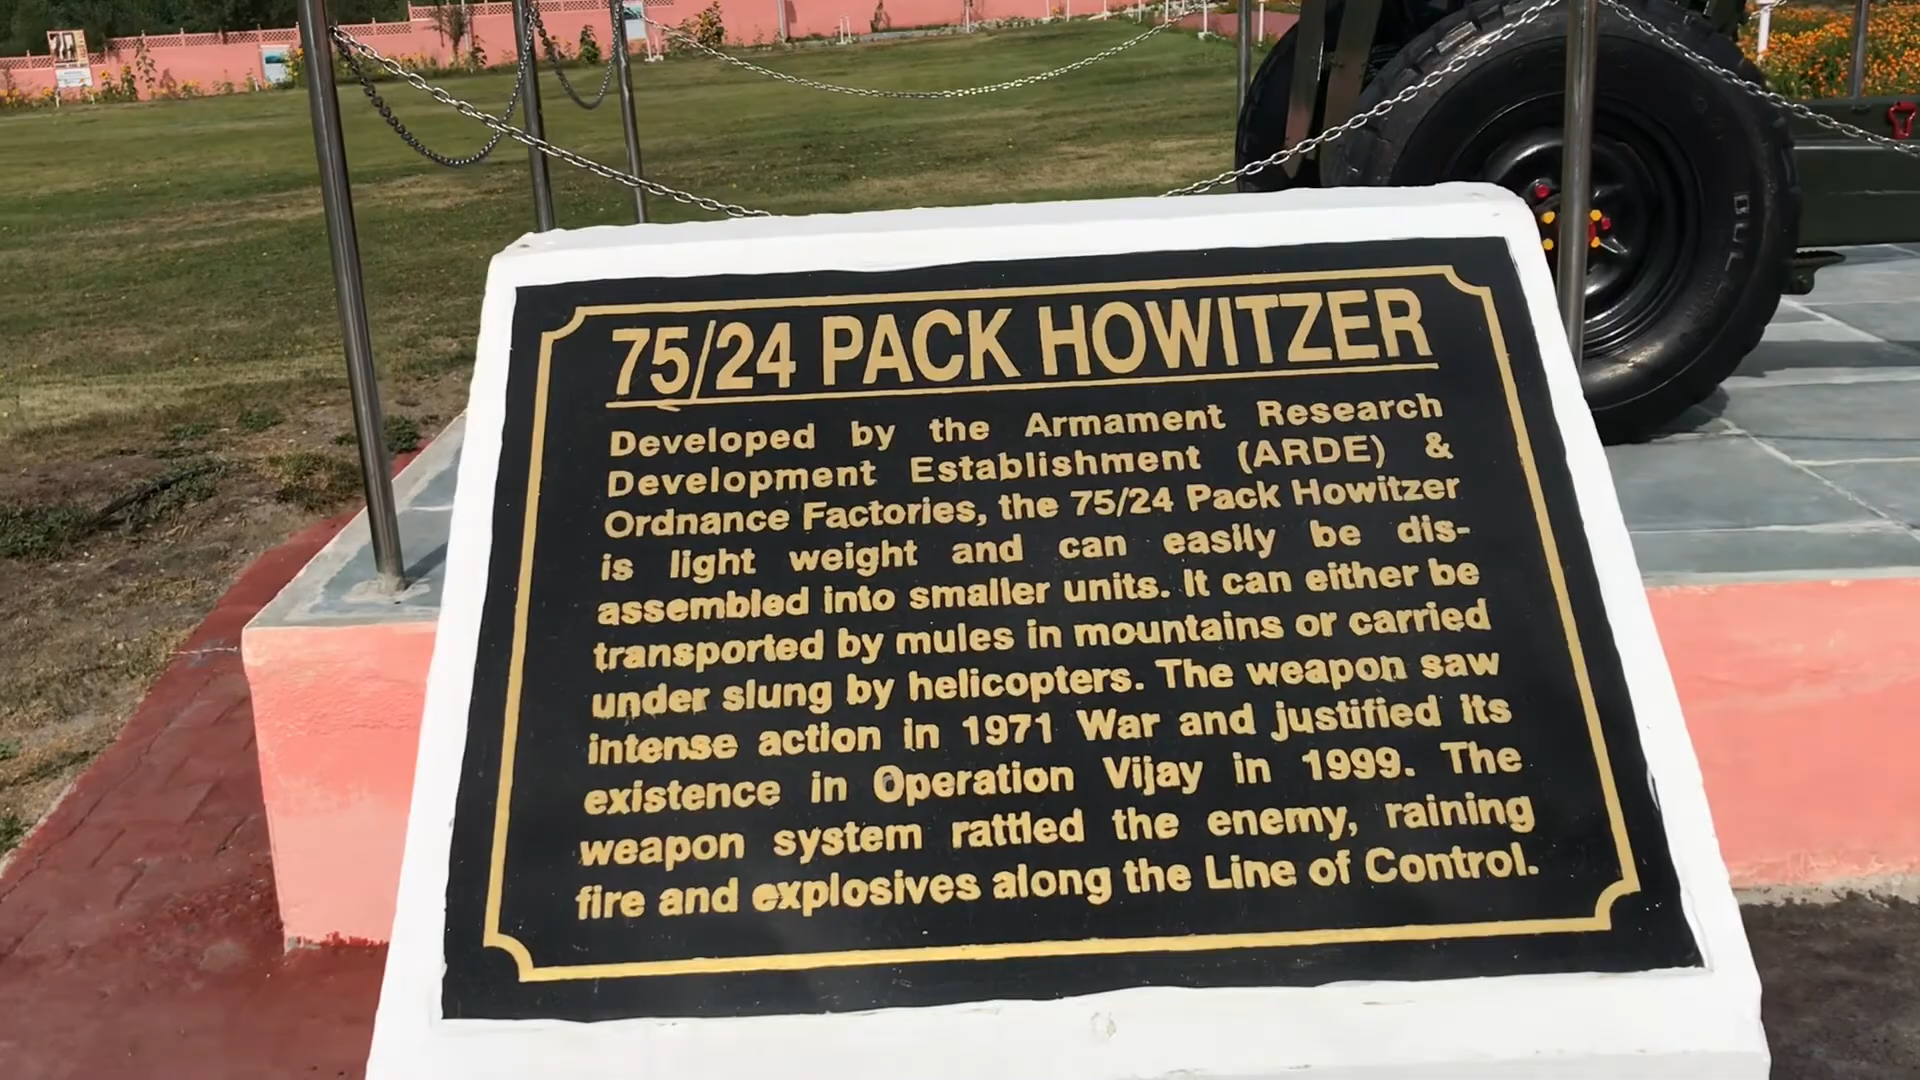 75/24 PACK HOWITZER
Developed by the Armament Research
Development Establishment (ARDE) &
Ordnance Factories, the 75/24 Pack Howitzer
is light weight and can easily be dis-
assembled into smaller units. It can either be
transported by mules in mountains or carried
under slung by helicopters. The weapon saw
intense action in 1971 War and justified its
existence in Operation Vijay in 1999. The
weapon system rattled the enemy, raining
fire and explosives along the Line of Control.